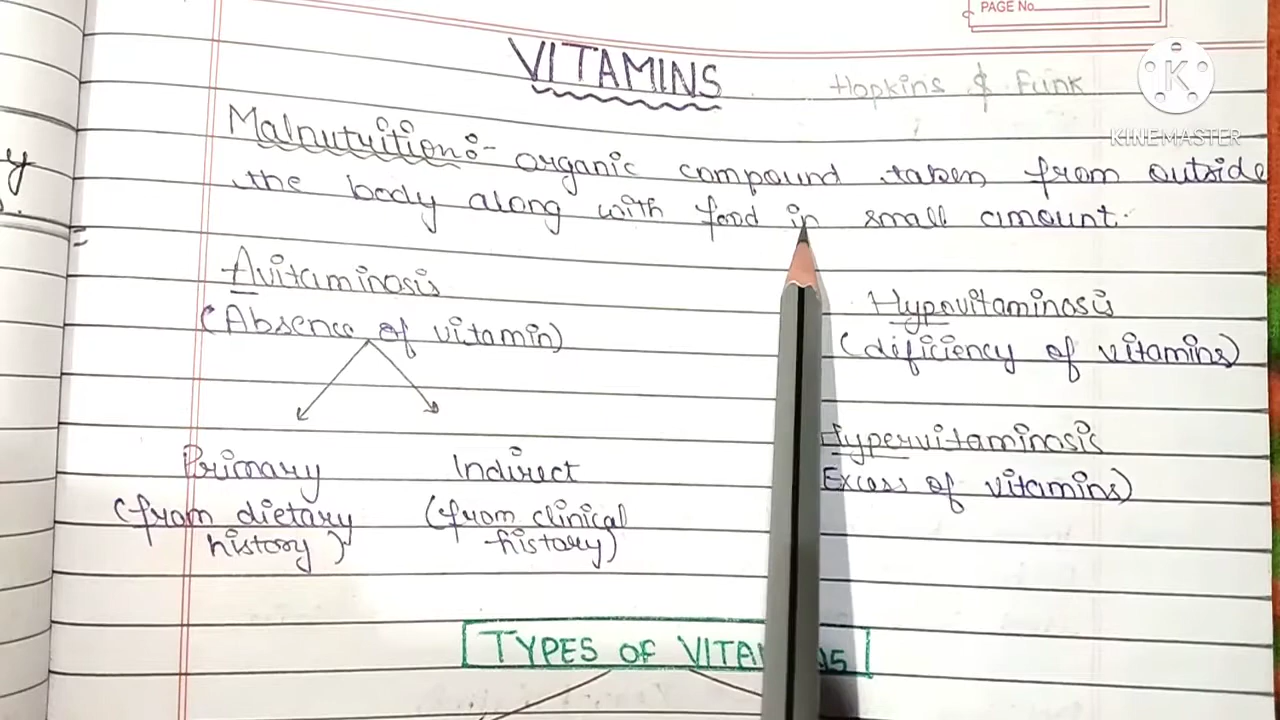 PAGE No.
VITAMINS
Hopkins & Funk
KINEMASTER
Malnutrition:- organic compound taken from outside
the body along with food in small amount.
Avitaminosis
(Absence of vitamin)
Hypovitaminosis
(dificiency of vitamins)
Hypervitaminosis
Excess of vitamins)
Primary
Indirect
(from dietary
history)
(from clinical
history)
TYPES OF